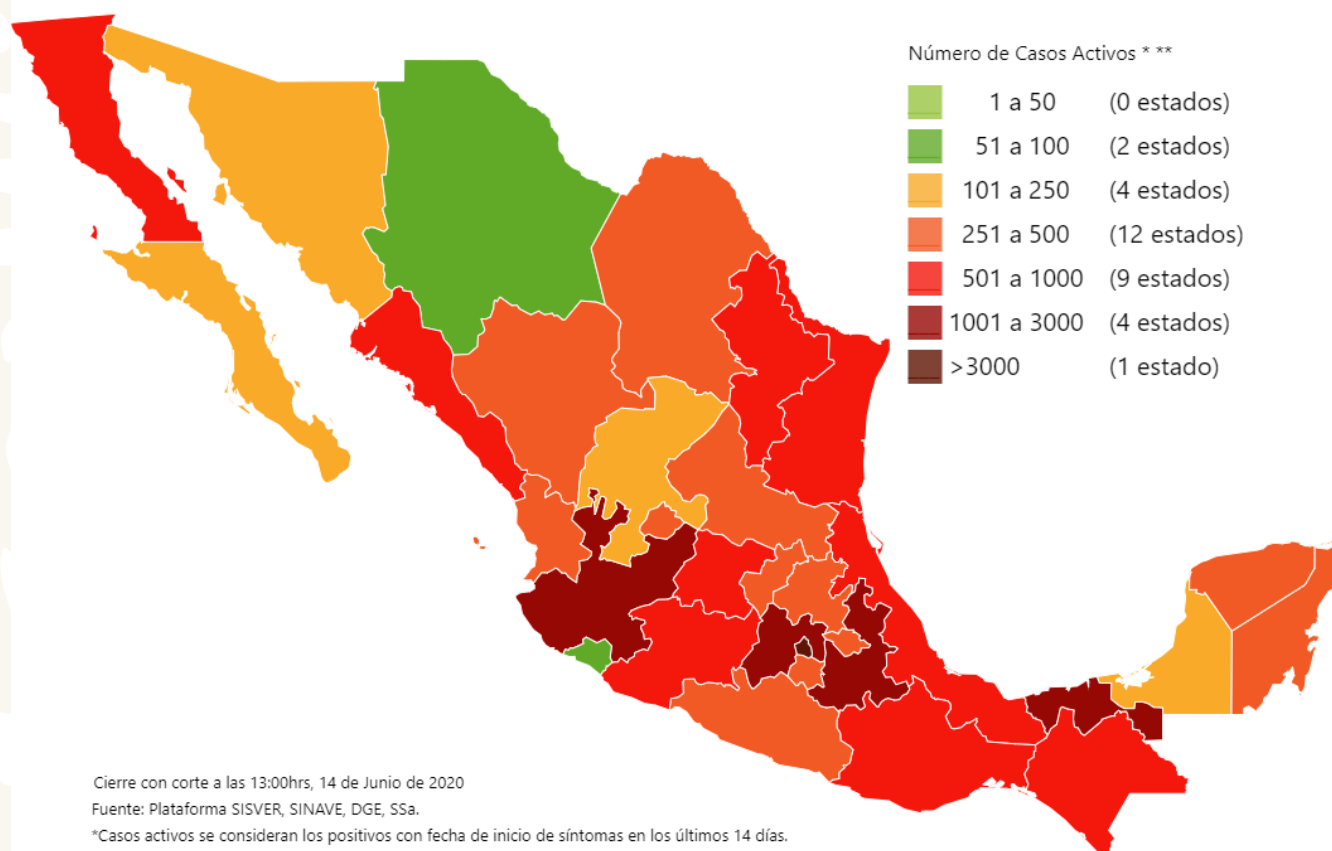 Número de Casos Activos * **
1 a 50 (0 estados)
51 a 100 (2 estados)
101 a 250 (4 estados)
251 a 500 (12 estados)
501 a 1000 (9 estados)
1001 a 3000 (4 estados)
>3000 (1 estado)
Cierre con corte a las 13:00hrs, 14 de Junio de 2020
Fuente: Plataforma SISVER, SINAVE, DGE, SSa.
*Casos activos se consideran los positivos con fecha de inicio de síntomas en los últimos 14 días.